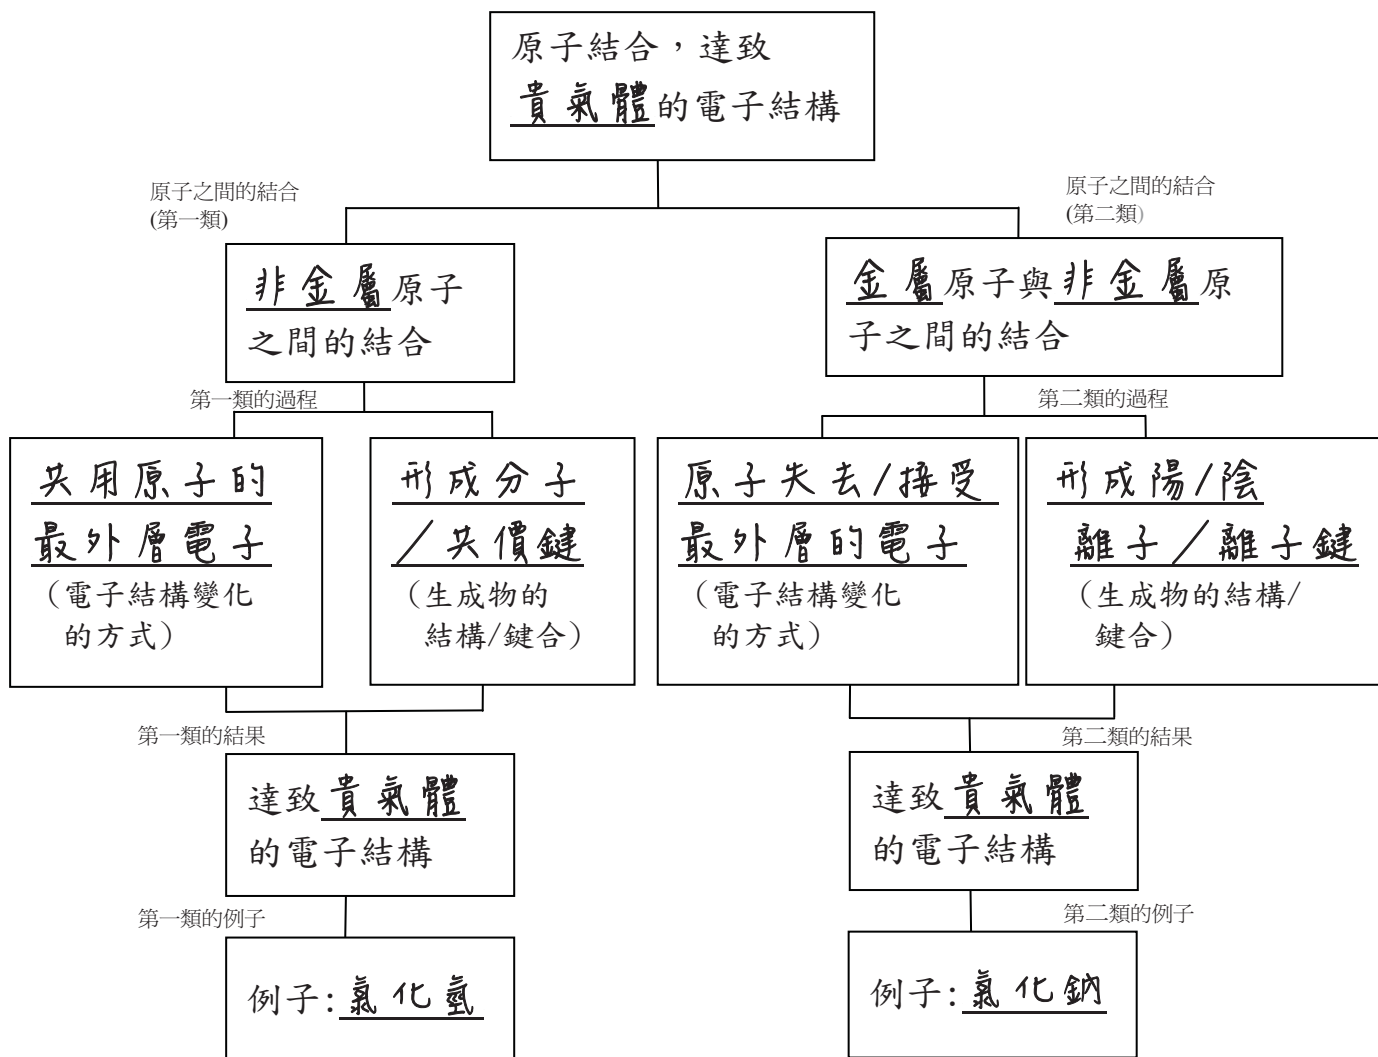 原子結合，達致
貴氣體的電子結構
原子之間的結合
(第一類)
原子之間的結合
(第二類)
非金屬原子
之間的結合
金屬原子與非金屬原
子之間的結合
第一類的過程
第二類的過程
共用原子的
最外層電子
（電子結構變化
的方式）
形成分子
/共價鍵
（生成物的
結構/鍵合）
原子失去/接受
最外層的電子
（電子結構變化
的方式）
形成陽/陰
離子/離子鍵
（生成物的結構/
鍵合）
第一類的結果
第二類的結果
達致貴氣體
的電子結構
達致貴氣體
的電子結構
第一類的例子
第二類的例子
例子:氯化氫
例子:氯化鈉